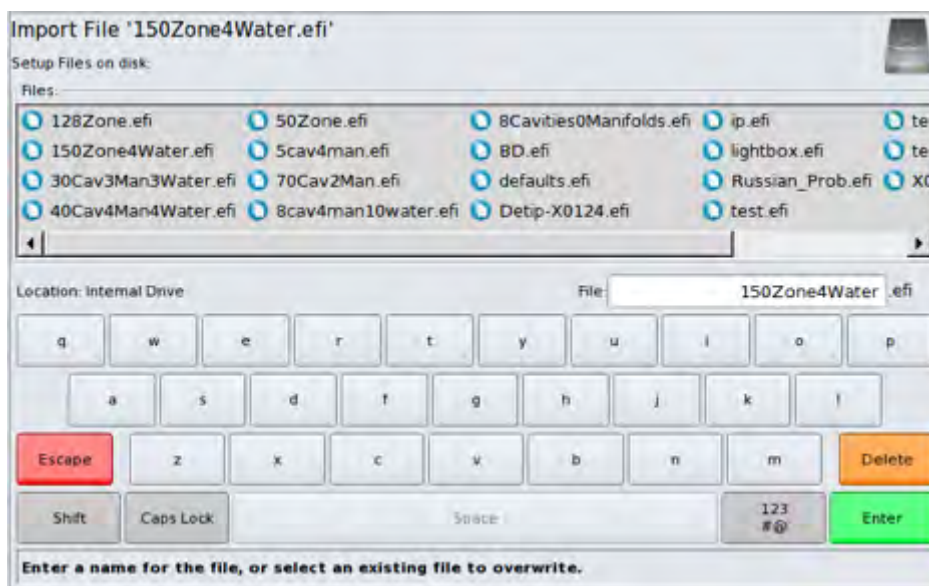 Import File '150Zone4Water.efi'
Setup Files on disk:
Files:
128Zone.efi 50Zone.efi 8Cavities0Manifolds.efi ip.efi te
150Zone4Water.efi 5cav4man.efi BD.efi lightbox.efi te
30Cav3Man3Water.efi 70Cav2Man.efi defaults.efi Russian_Prob.efi X0
40Cav4Man4Water.efi 8cav4man10water.efi Detip-X0124.efi test.efi
Location: Internal Drive File: 150Zone4Water .efi
q w e r t y u i o p
a s d f g h j k l
Escape z x c v b n m Delete
Shift Caps Lock Space 123 #@ Enter
Enter a name for the file, or select an existing file to overwrite.